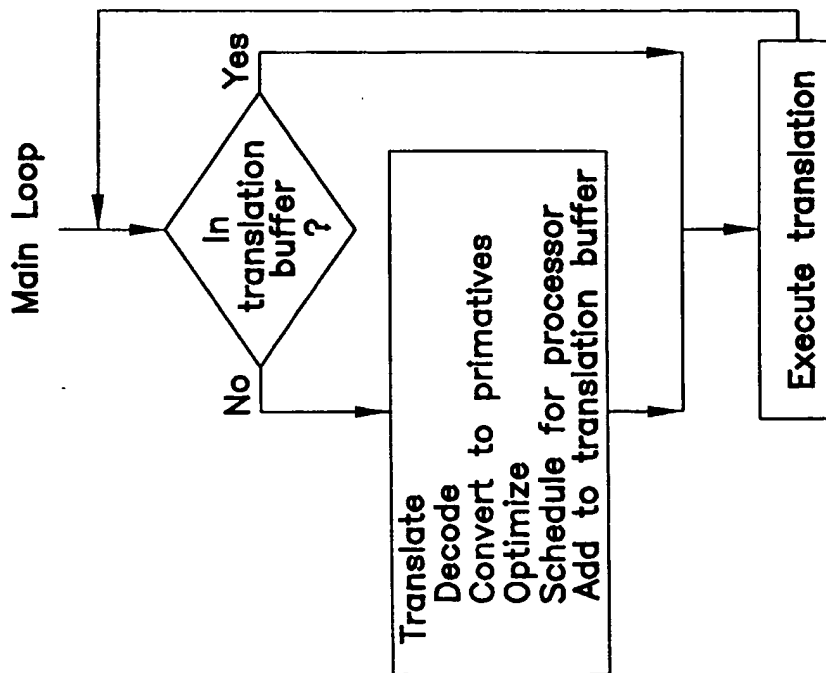 Main Loop
In
translation
buffer
?
Yes
No
Translate
Decode
Convert to primatives
Optimize
Schedule for processor
Add to translation buffer
Execute translation